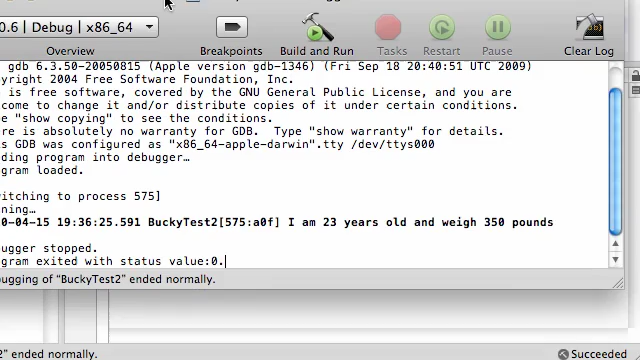 0.6 | Debug | x86_64
Overview
Breakpoints
Build and Run
Tasks
Restart
Pause
Clear Log
gdb 6.3.50-20050815 (Apple version gdb-1346) (Fri Sep 18 20:40:51 UTC 2009)
opyright 2004 Free Software Foundation, Inc.
is free software, covered by the GNU General Public License, and you are
come to change it and/or distribute copies of it under certain conditions.
e "show copying" to see the conditions.
re is absolutely no warranty for GDB.  Type "show warranty" for details.
s GDB was configured as "x86_64-apple-darwin".tty /dev/ttys000
ding program into debugger…
gram loaded.
witching to process 575]
ning…
0-04-15 19:36:25.591 BuckyTest2[575:a0f] I am 23 years old and weigh 350 pounds
ugger stopped.
gram exited with status value:0.
ugging of "BuckyTest2" ended normally.
2" ended normally.
Succeeded